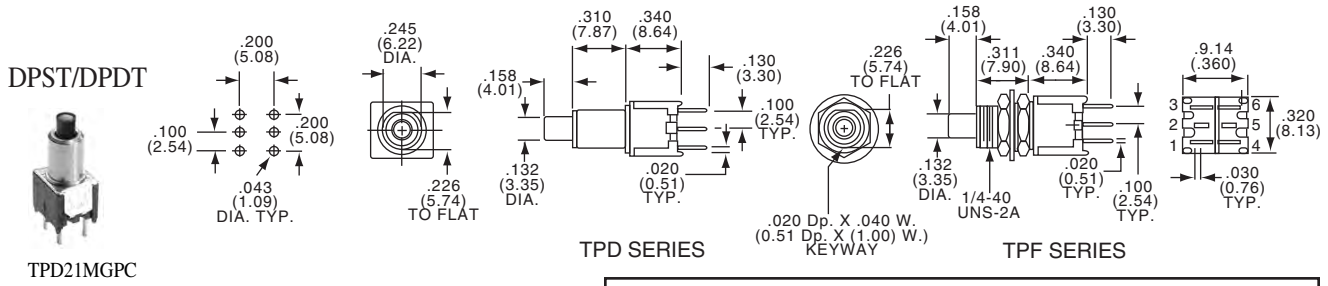 DPST/DPDT
TPD21MGPC
.200
(5.08)
.100
(2.54)
.200
(5.08)
.043
(1.09)
DIA. TYP.
.245
(6.22)
DIA.
.226
(5.74)
TO FLAT
.310
(7.87)
.340
(8.64)
.158
(4.01)
.130
(3.30)
.100
(2.54)
TYP.
.132
(3.35)
DIA.
.020
(0.51)
TYP.
TPD SERIES
.226
(5.74)
TO FLAT
.020 Dp. X .040 W.
(0.51 Dp. X (1.00) W.)
KEYWAY
.158
(4.01)
.311
(7.90)
.340
(8.64)
.130
(3.30)
.132
(3.35)
DIA.
1/4-40
UNS-2A
.020
(0.51)
TYP.
.100
(2.54)
TYP.
TPF SERIES
.9.14
(.360)
3
6
2
5
1
4
.320
(8.13)
.030
(0.76)
TYP.